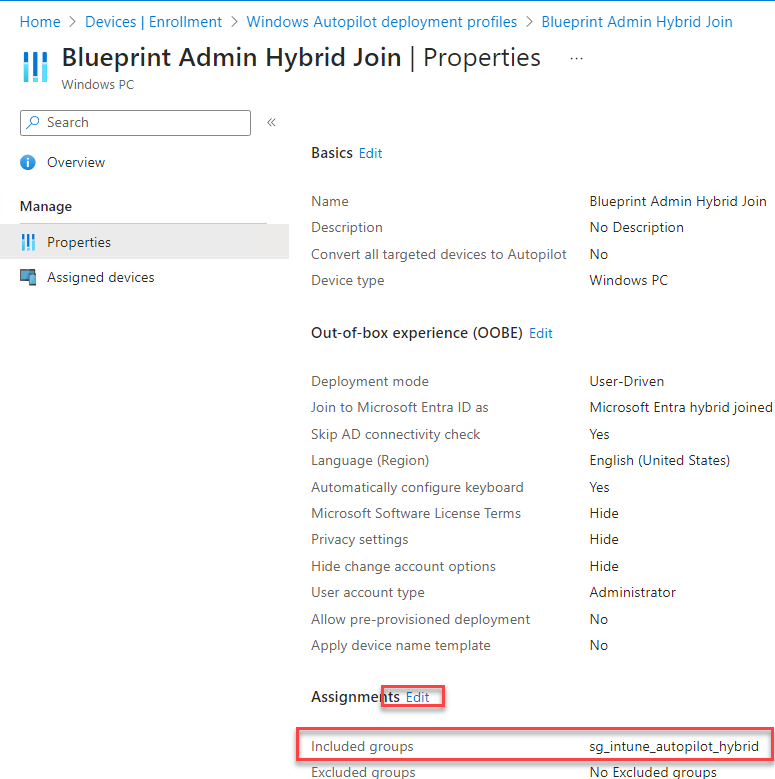 Home > Devices | Enrollment > Windows Autopilot deployment profiles > Blueprint Admin Hybrid Join
Blueprint Admin Hybrid Join | Properties ...
Windows PC
Search «
Overview
Manage
Properties
Assigned devices
Basics Edit
Name Blueprint Admin Hybrid Join
Description No Description
Convert all targeted devices to Autopilot No
Device type Windows PC
Out-of-box experience (OOBE) Edit
Deployment mode User-Driven
Join to Microsoft Entra ID as Microsoft Entra hybrid joined
Skip AD connectivity check Yes
Language (Region) English (United States)
Automatically configure keyboard Yes
Microsoft Software License Terms Hide
Privacy settings Hide
Hide change account options Hide
User account type Administrator
Allow pre-provisioned deployment No
Apply device name template No
Assignments Edit
Included groups sg_intune_autopilot_hybrid
Excluded groups No Excluded groups